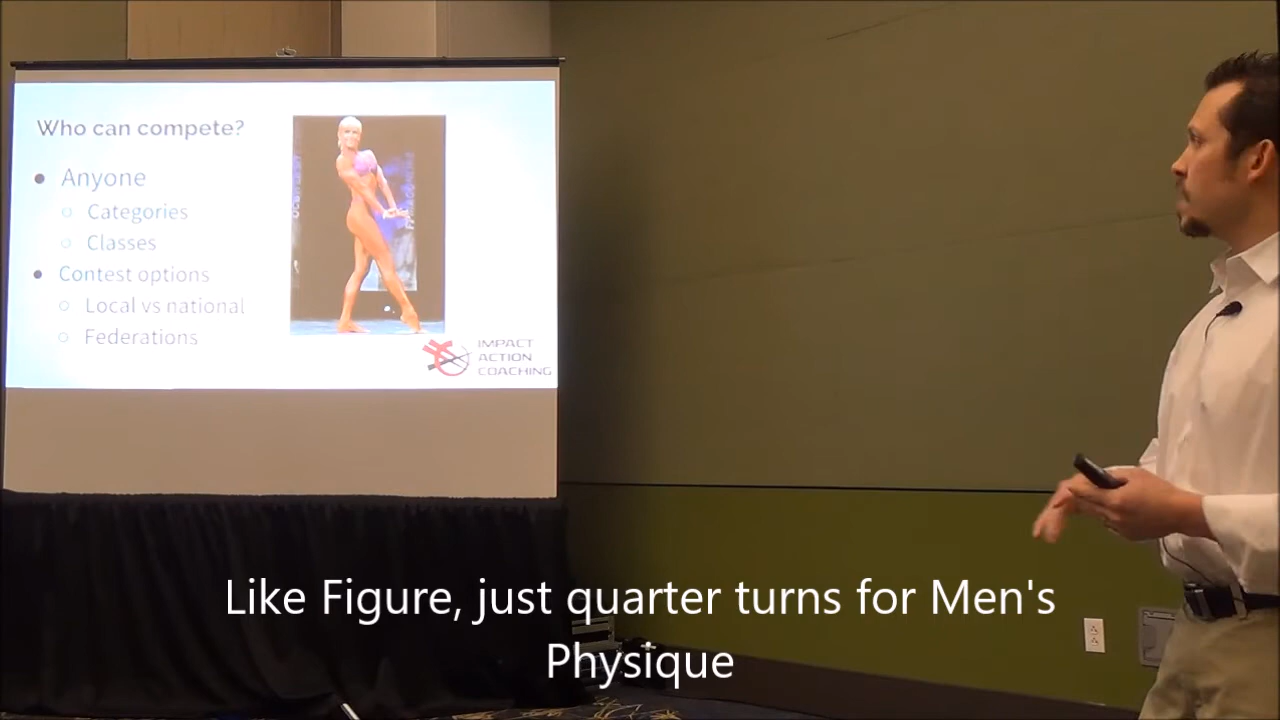 Who can compete?
Anyone
Categories
Classes
Contest options
Local vs national
Federations
IMPACT
ACTION
COACHING
Like Figure, just quarter turns for Men's
Physique